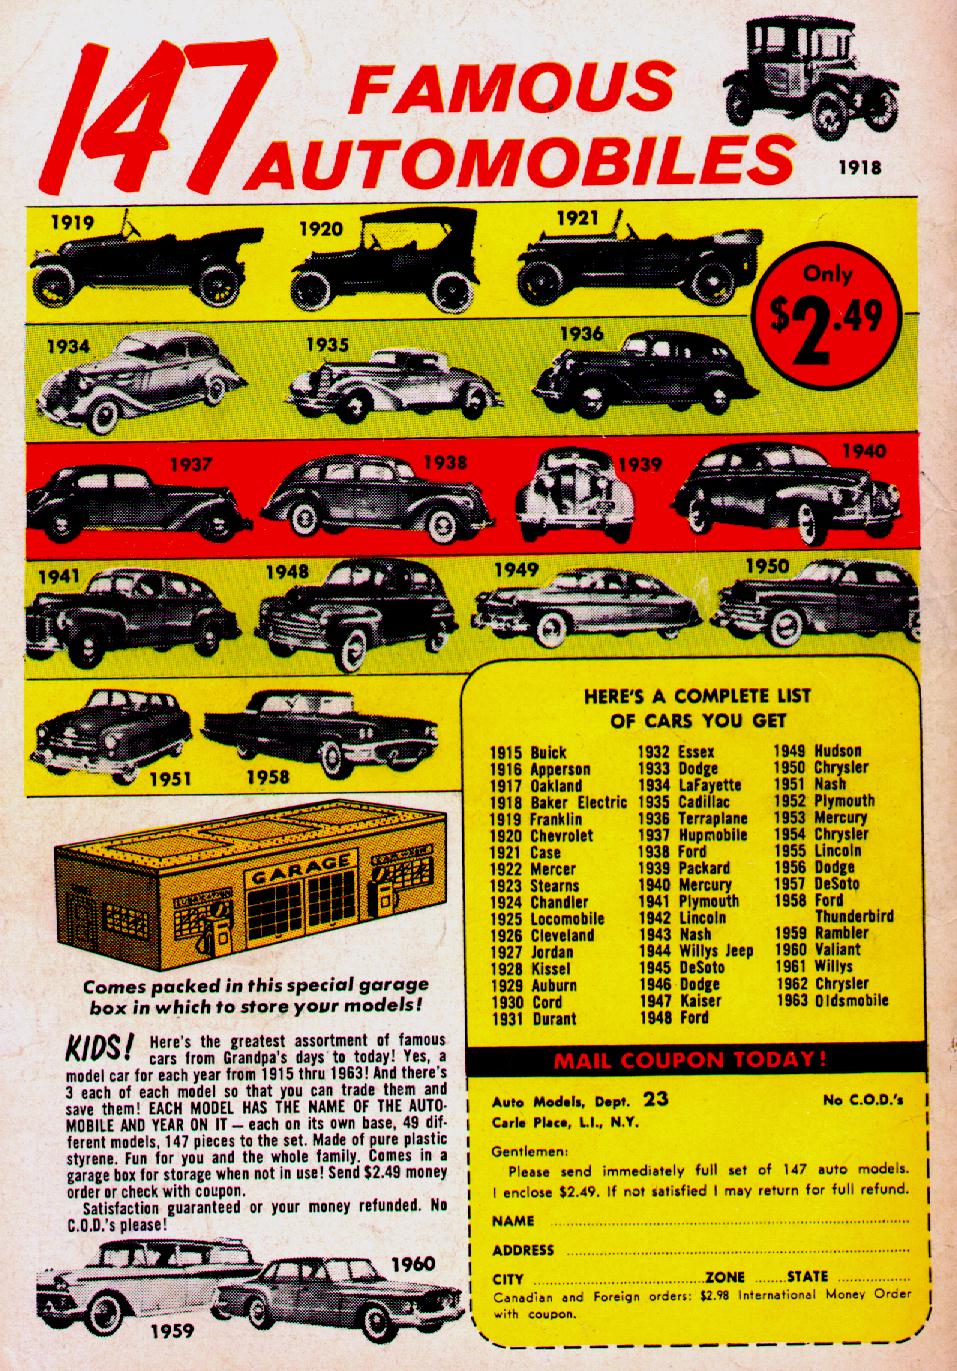 147 FAMOUS
AUTOMOBILES
1918
1919
1920
1921
Only
$2.49
1934
1935
1936
1937
1938
1939
1940
1941
1948
1949
1950
1951
1958
HERE'S A COMPLETE LIST
OF CARS YOU GET
1915 Buick
1916 Apperson
1917 Oakland
1918 Baker Electric
1919 Franklin
1920 Chevrolet
1921 Case
1922 Mercer
1923 Stearns
1924 Chandler
1925 Locomobile
1926 Cleveland
1927 Jordan
1928 Kissel
1929 Auburn
1930 Cord
1931 Durant
1932 Essex
1933 Dodge
1934 LaFayette
1935 Cadillac
1936 Terraplane
1937 Hupmobile
1938 Ford
1939 Packard
1940 Mercury
1941 Plymouth
1942 Lincoln
1943 Nash
1944 Willys Jeep
1945 DeSoto
1946 Dodge
1947 Kaiser
1948 Ford
1949 Hudson
1950 Chrysler
1951 Nash
1952 Plymouth
1953 Mercury
1954 Chrysler
1955 Lincoln
1956 Dodge
1957 DeSoto
1958 Ford
Thunderbird
1959 Rambler
1960 Valiant
1961 Willys
1962 Chrysler
1963 Oldsmobile
GARAGE
Comes packed in this special garage
box in which to store your models!
KIDS! Here's the greatest assortment of famous
cars from Grandpa's days to today! Yes, a
model car for each year from 1915 thru 1963! And there's
3 each of each model so that you can trade them and
save them! EACH MODEL HAS THE NAME OF THE AUTO-
MOBILE AND YEAR ON IT — each on its own base, 49 dif-
ferent models, 147 pieces to the set. Made of pure plastic
styrene. Fun for you and the whole family. Comes in a
garage box for storage when not in use! Send $2.49 money
order or check with coupon.
Satisfaction guaranteed or your money refunded. No
C.O.D.'s please!
1959
1960
MAIL COUPON TODAY!
Auto Models, Dept. 23 No C.O.D.'s
Carle Place, L.I., N.Y.
Gentlemen:
Please send immediately full set of 147 auto models.
I enclose $2.49. If not satisfied I may return for full refund.
NAME
ADDRESS
CITY ZONE STATE
Canadian and Foreign orders: $2.98 International Money Order
with coupon.